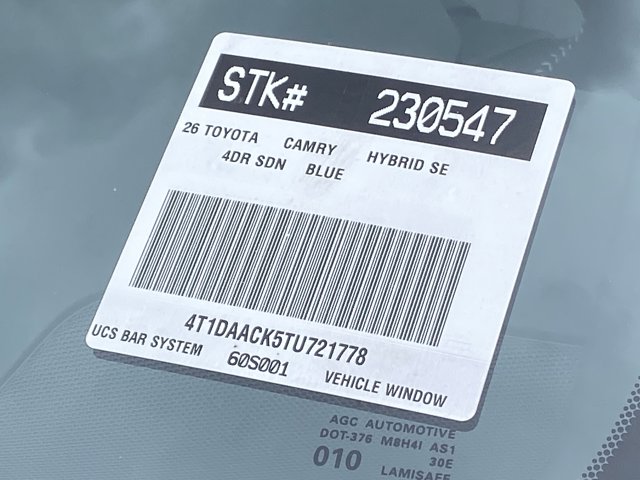 STK# 230547
26 TOYOTA CAMRY HYBRID SE
4DR SDN BLUE
4T1DAACK5TU721778
UCS BAR SYSTEM 60S001 VEHICLE WINDOW
AGC AUTOMOTIVE
DOT-376 M8H4I AS1
010 30E
LAMISAFE